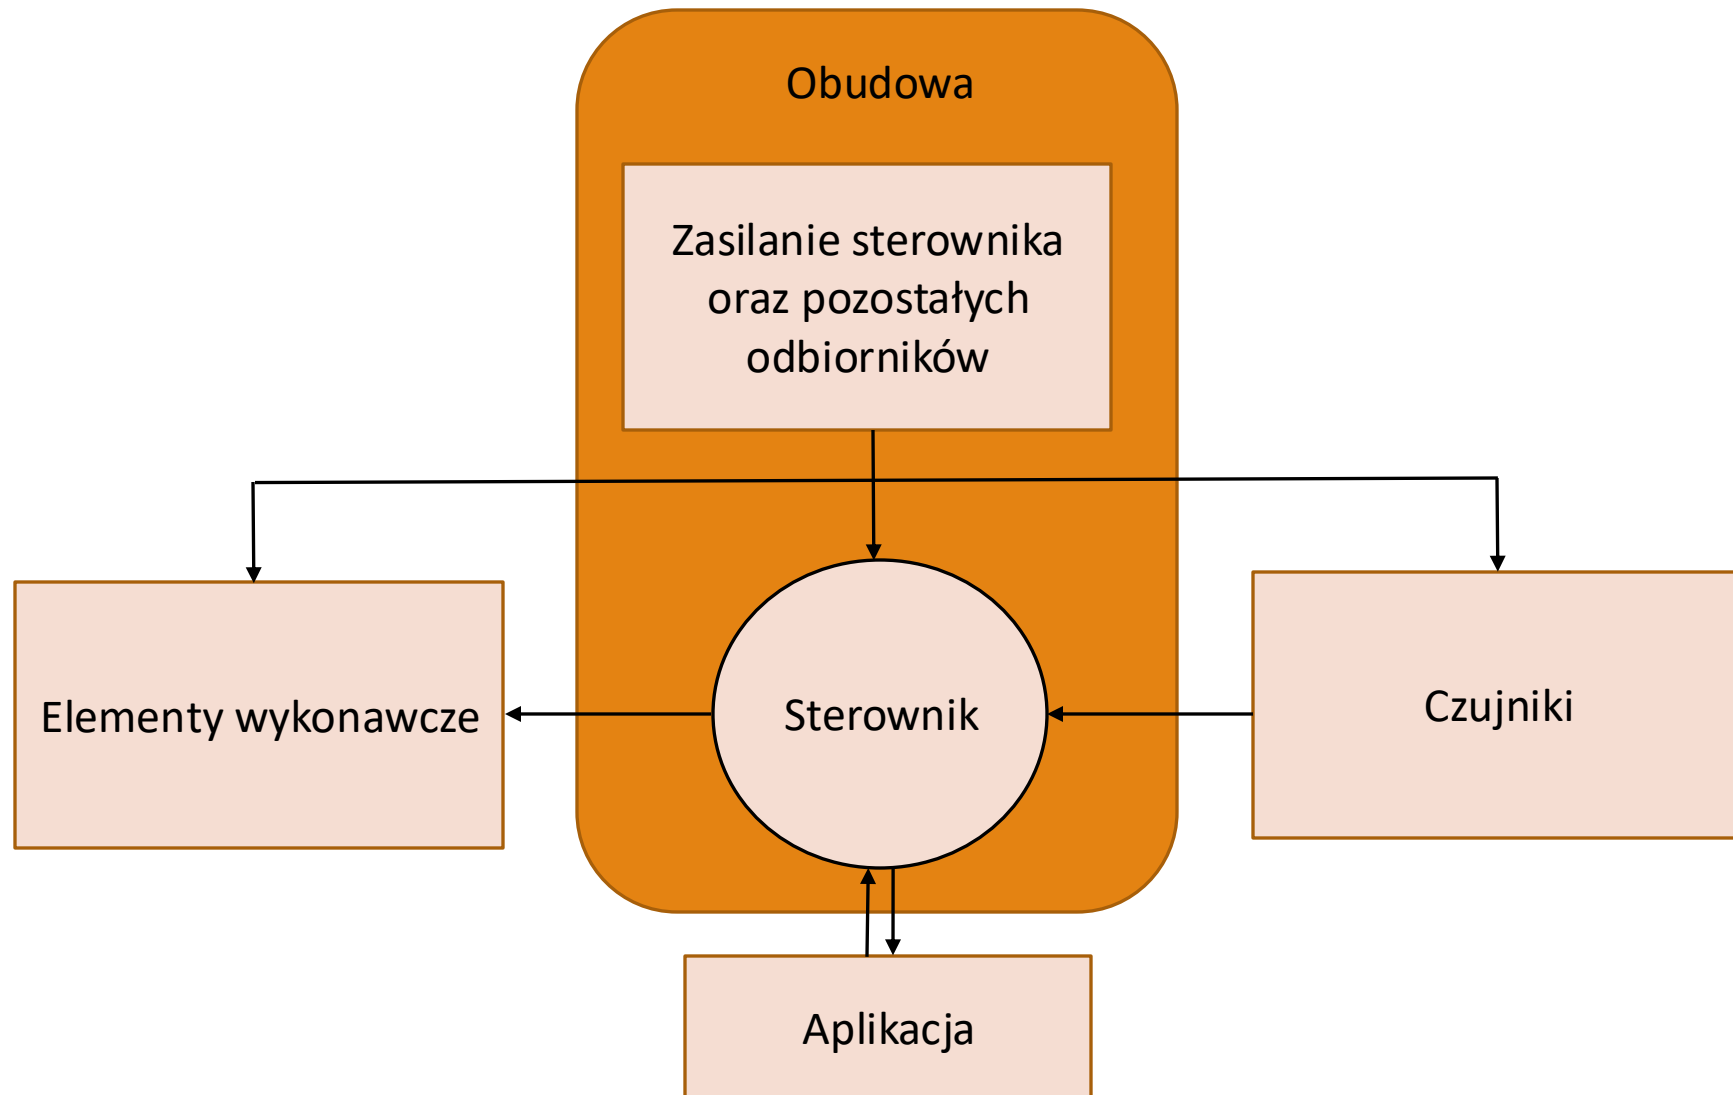 Obudowa
Zasilanie sterownika
oraz pozostałych
odbiorników
Elementy wykonawcze
Sterownik
Czujniki
Aplikacja